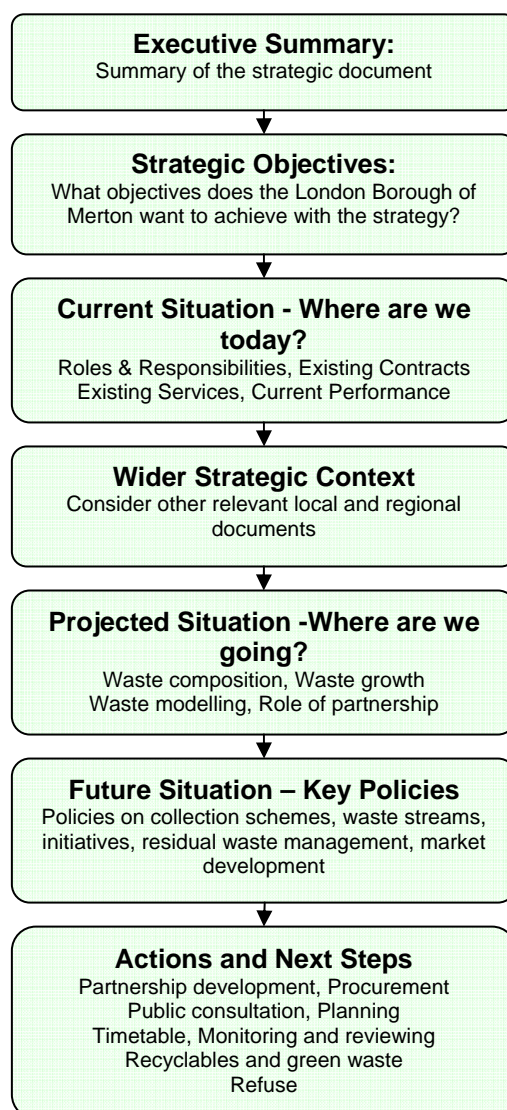 Executive Summary:
Summary of the strategic document
Strategic Objectives:
What objectives does the London Borough of
Merton want to achieve with the strategy?
Current Situation - Where are we
today?
Roles & Responsibilities, Existing Contracts
Existing Services, Current Performance
Wider Strategic Context
Consider other relevant local and regional
documents
Projected Situation -Where are we
going?
Waste composition, Waste growth
Waste modelling, Role of partnership
Future Situation – Key Policies
Policies on collection schemes, waste streams,
initiatives, residual waste management, market
development
Actions and Next Steps
Partnership development, Procurement
Public consultation, Planning
Timetable, Monitoring and reviewing
Recyclables and green waste
Refuse